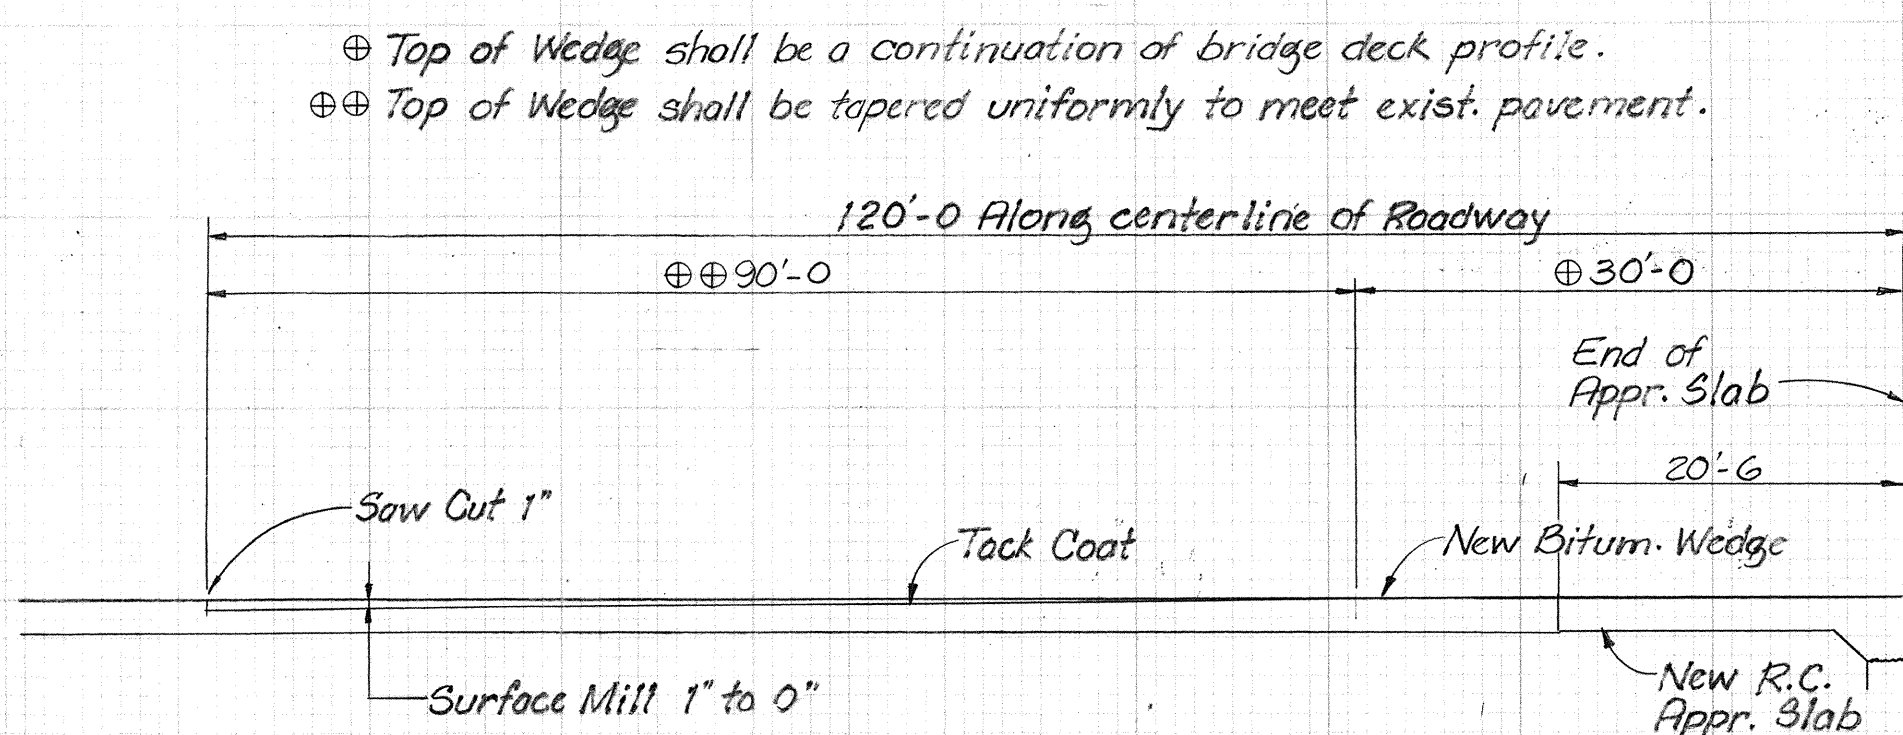 ⊕ Top of Wedge shall be a continuation of bridge deck profile.
⊕⊕ Top of Wedge shall be tapered uniformly to meet exist. pavement.
120'-0 Along centerline of Roadway
⊕⊕ 90'-0
⊕ 30'-0
End of
Appr. Slab
20'-6
Saw Cut 1"
Tack Coat
New Bitum. Wedge
Surface Mill 1" to 0"
New R.C.
Appr. Slab